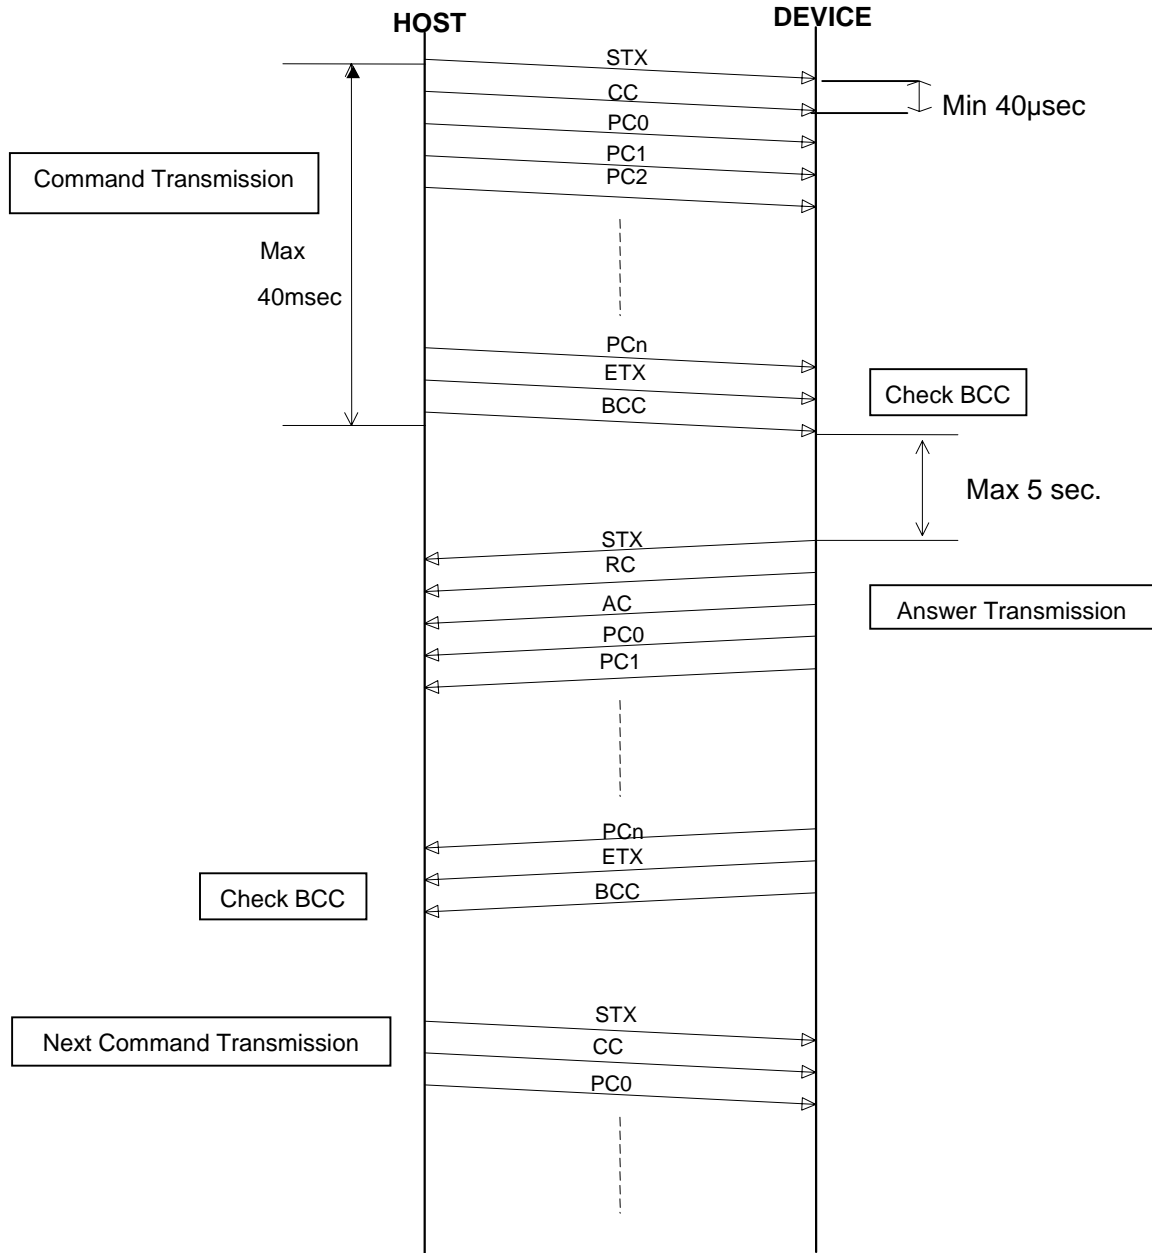 HOST
DEVICE
STX
CC
Min 40µsec
PC0
PC1
Command Transmission
PC2
Max
40msec
PCn
ETX
Check BCC
BCC
Max 5 sec.
STX
RC
AC
Answer Transmission
PC0
PC1
PCn
ETX
Check BCC
BCC
STX
Next Command Transmission
CC
PC0